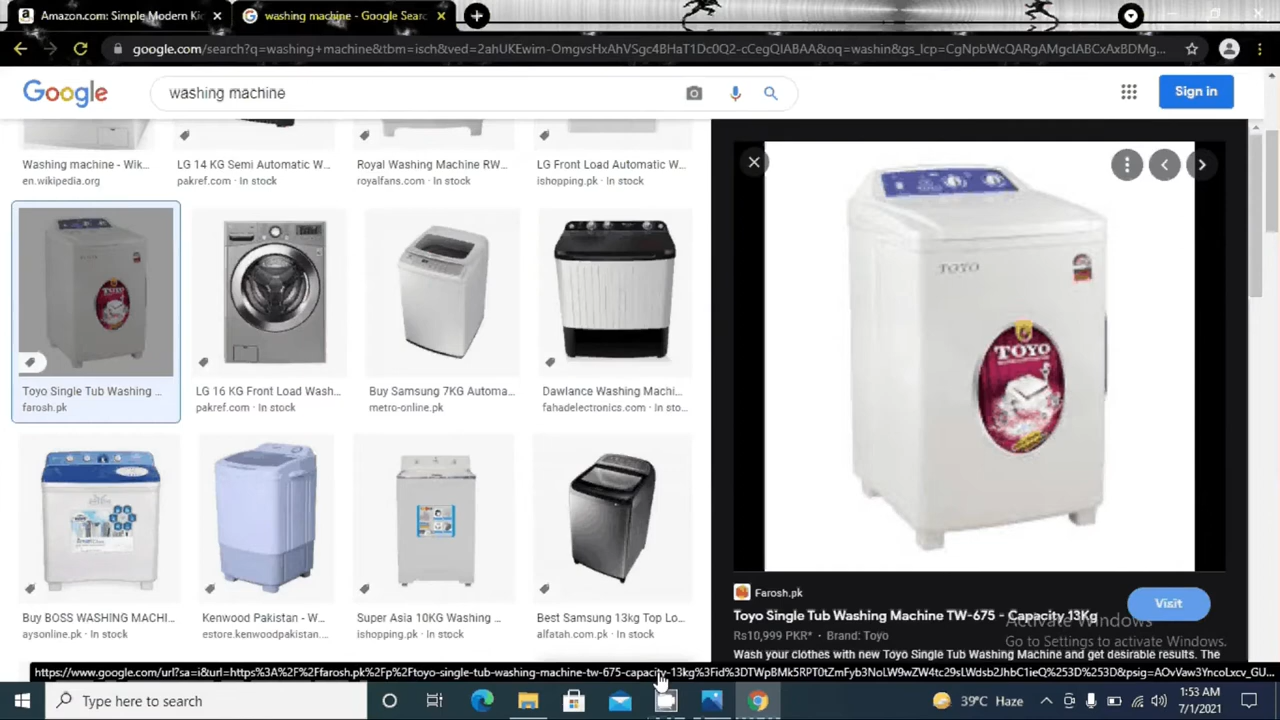 Amazon.com: Simple Modern Ki
washing machine - Google Sear
google.com/search?q=washing+machine&tbm=isch&ved=2ahUKEwim-OmgvsHxAhVSgc4BHaT1Dc0Q2-cCegQIABAA&oq=washin&gs_lcp=CgNpbWcQARgAMgcIABCxAxBDMg...
Google
washing machine
Sign in
Washing machine - Wik...
en.wikipedia.org
LG 14 KG Semi Automatic W...
pakref.com · In stock
Royal Washing Machine RW...
royalfans.com · In stock
LG Front Load Automatic W...
ishopping.pk · In stock
TOYO
TOYO
TOYO
Toyo Single Tub Washing ...
farosh.pk
LG 16 KG Front Load Wash...
pakref.com · In stock
Buy Samsung 7KG Automa...
metro-online.pk
Dawlance Washing Machi...
fahadelectronics.com · In sto...
Buy BOSS WASHING MACHI...
aysonline.pk · In stock
Kenwood Pakistan - W...
estore.kenwoodpakistan....
Super Asia 10KG Washing ...
ishopping.pk · In stock
Best Samsung 13kg Top Lo...
alfatah.com.pk · In stock
Farosh.pk
Toyo Single Tub Washing Machine TW-675 - Capacity 13Kg
Visit
Rs10,999 PKR* · Brand: Toyo
Wash your clothes with new Toyo Single Tub Washing Machine and get desirable results. The
Activate Windows
Go to Settings to activate Windows.
https://www.google.com/url?sa=i&url=https%3A%2F%2Ffarosh.pk%2Fp%2Ftoyo-single-tub-washing-machine-tw-675-capacity-13kg%3Fid%3DTWpBMk5RPT0tZmFyb3NoLW9wZW4tc29sLWdsb2JhbC1ieQ%253D%253D&psig=AOvVaw3YncoLxcv_GU...
Type here to search
39°C Haze
1:53 AM
7/1/2021